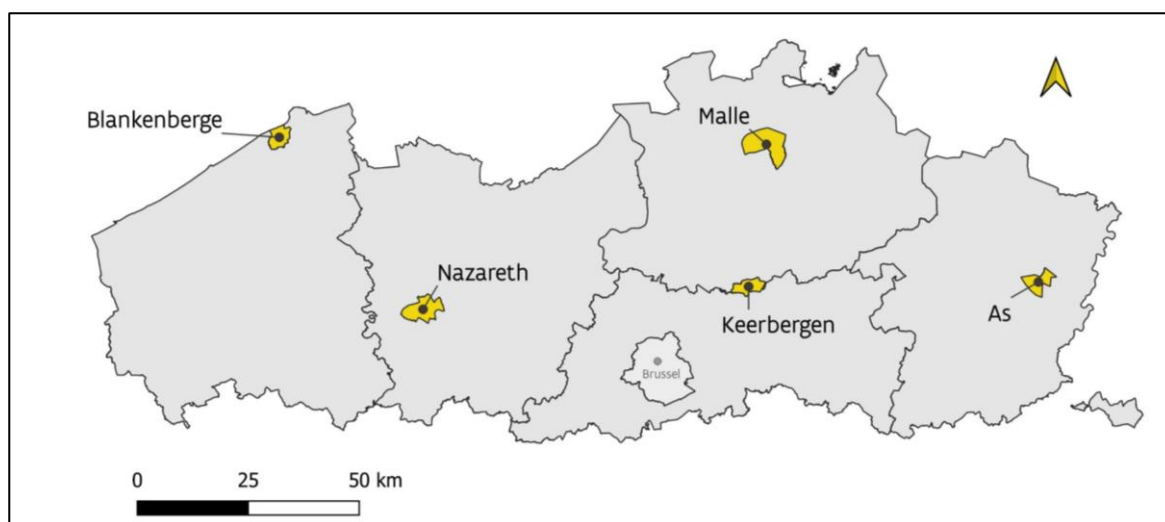 Blankenberge
Malle
Nazareth
Keerbergen
As
Brussel
0 25 50 km